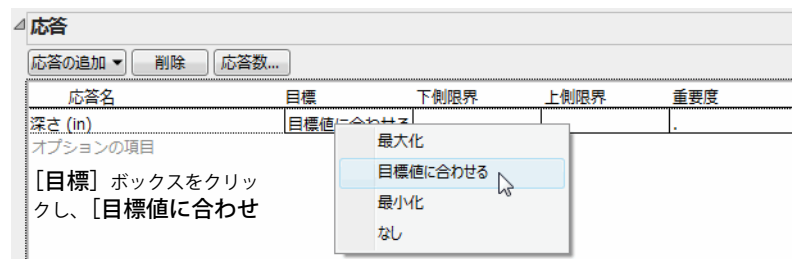 応答
応答の追加 削除 応答数...
応答名 目標 下側限界 上側限界 重要度
深さ (in) 目標値に合わせる .
オプションの項目
最大化
目標値に合わせる
最小化
なし
［目標］ボックスをクリッ
クし、［目標値に合わせ